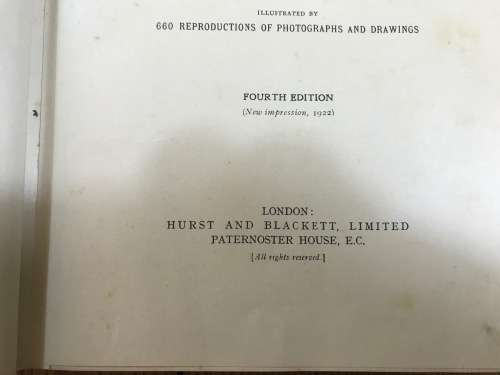 ILLUSTRATED BY
660 REPRODUCTIONS OF PHOTOGRAPHS AND DRAWINGS
FOURTH EDITION
(New impression, 1922)
LONDON:
HURST AND BLACKETT, LIMITED
PATERNOSTER HOUSE, E.C.
[All rights reserved.]